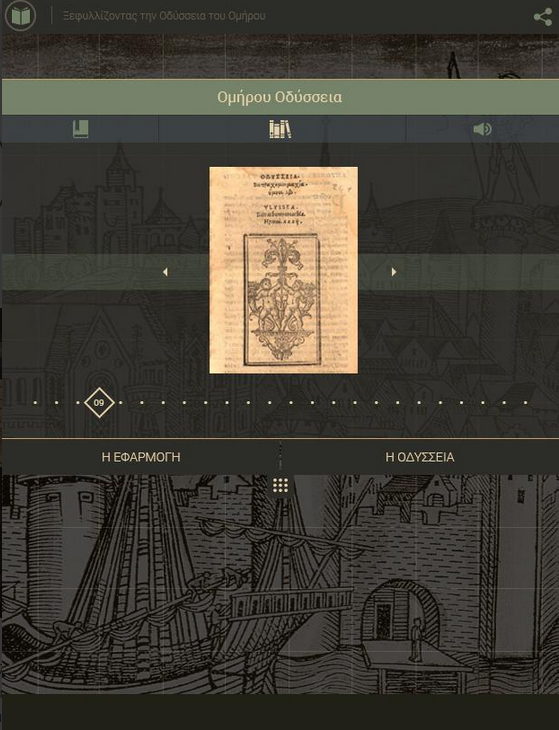 Ξεφυλλίζοντας την Οδύσσεια του Ομήρου
Ομήρου Οδύσσεια
ΟΔΥΣΣΕΙΑ.
VLYSSEA.
09
Η ΕΦΑΡΜΟΓΗ
Η ΟΔΥΣΣΕΙΑ